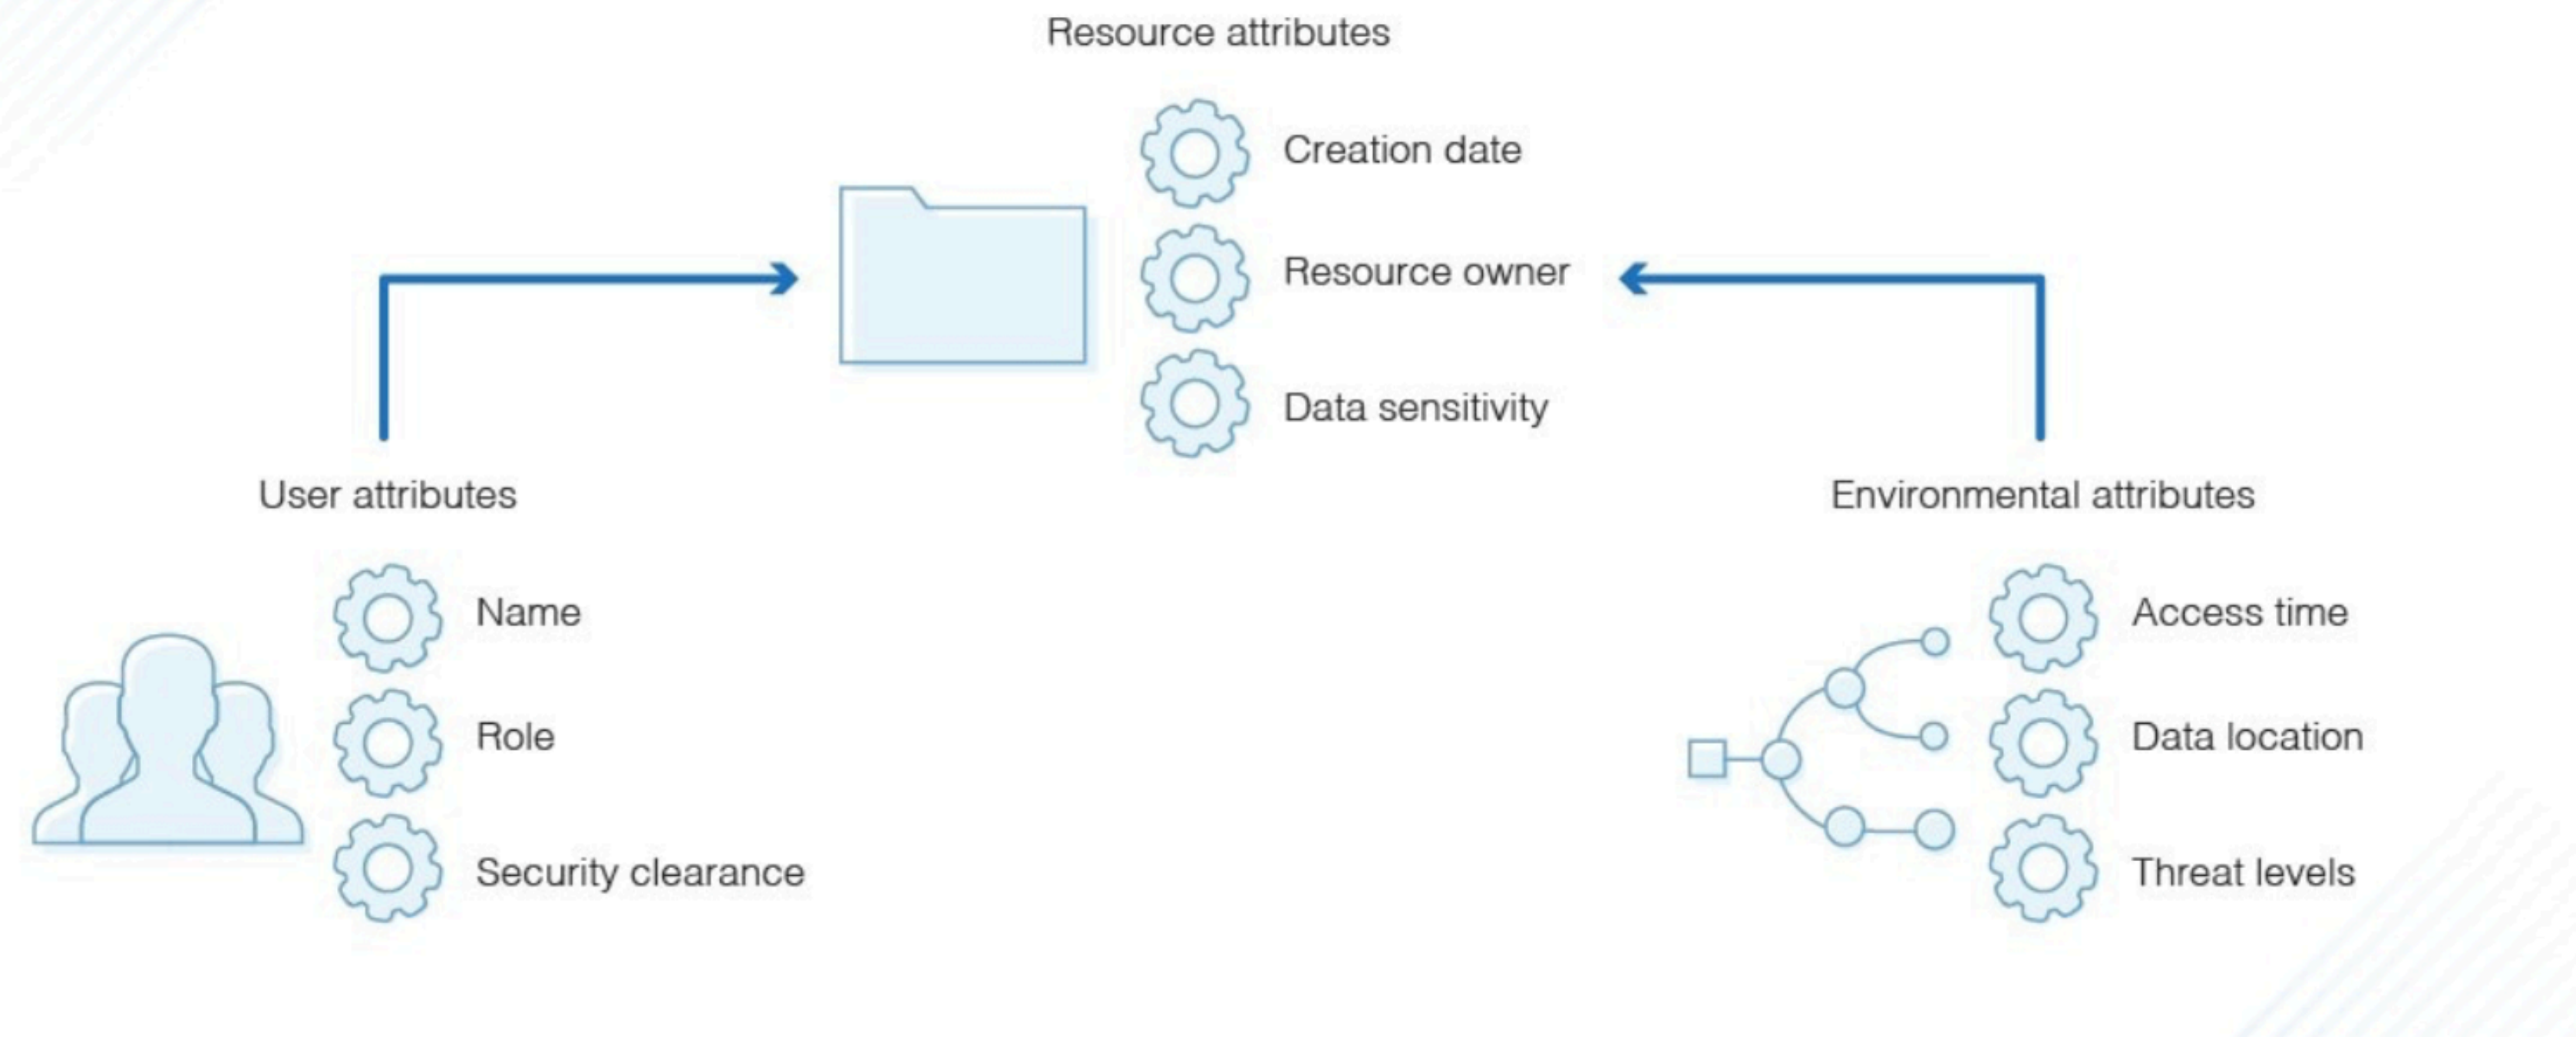 Resource attributes
Creation date
Resource owner
Data sensitivity
User attributes
Name
Role
Security clearance
Environmental attributes
Access time
Data location
Threat levels